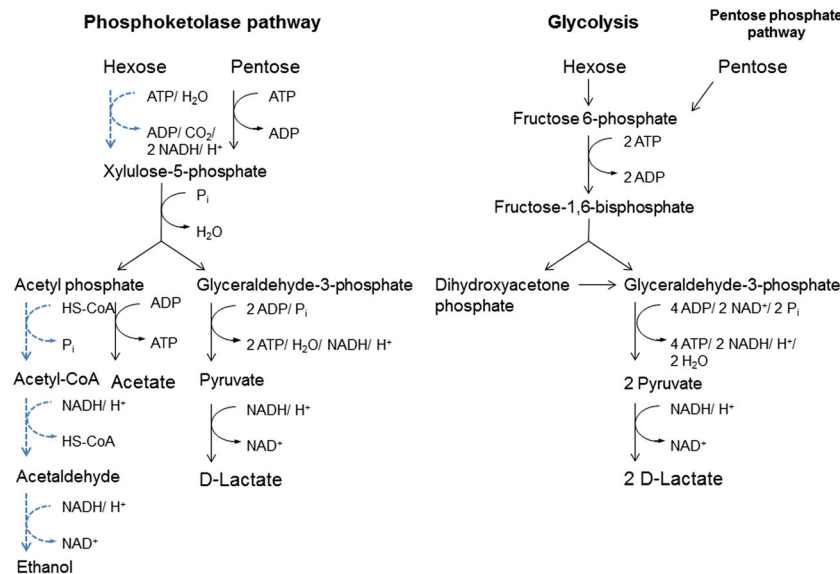 Phosphoketolase pathway
Hexose Pentose
ATP/ H₂O
ADP/ CO₂/
2 NADH/ H⁺
ATP
ADP
Xylulose-5-phosphate
Pᵢ
H₂O
Acetyl phosphate Glyceraldehyde-3-phosphate
HS-CoA
Pᵢ
ADP
ATP
2 ADP/ Pᵢ
2 ATP/ H₂O/ NADH/ H⁺
Acetyl-CoA Acetate Pyruvate
NADH/ H⁺
HS-CoA
NADH/ H⁺
NAD⁺
Acetaldehyde D-Lactate
NADH/ H⁺
NAD⁺
Ethanol
Glycolysis
Pentose phosphate
pathway
Hexose Pentose
Fructose 6-phosphate
2 ATP
2 ADP
Fructose-1,6-bisphosphate
Dihydroxyacetone
phosphate
Glyceraldehyde-3-phosphate
4 ADP/ 2 NAD⁺/ 2 Pᵢ
4 ATP/ 2 NADH/ H⁺/
2 H₂O
2 Pyruvate
NADH/ H⁺
NAD⁺
2 D-Lactate